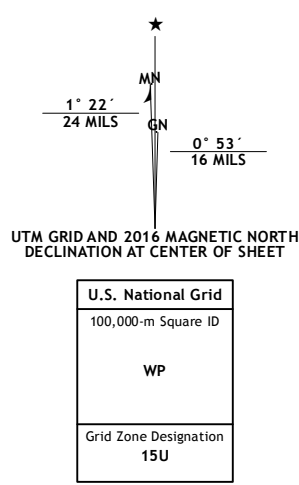 ★
MN
1° 22´
24 MILS
GN
0° 53´
16 MILS
UTM GRID AND 2016 MAGNETIC NORTH
DECLINATION AT CENTER OF SHEET
U.S. National Grid
100,000-m Square ID
WP
Grid Zone Designation
15U